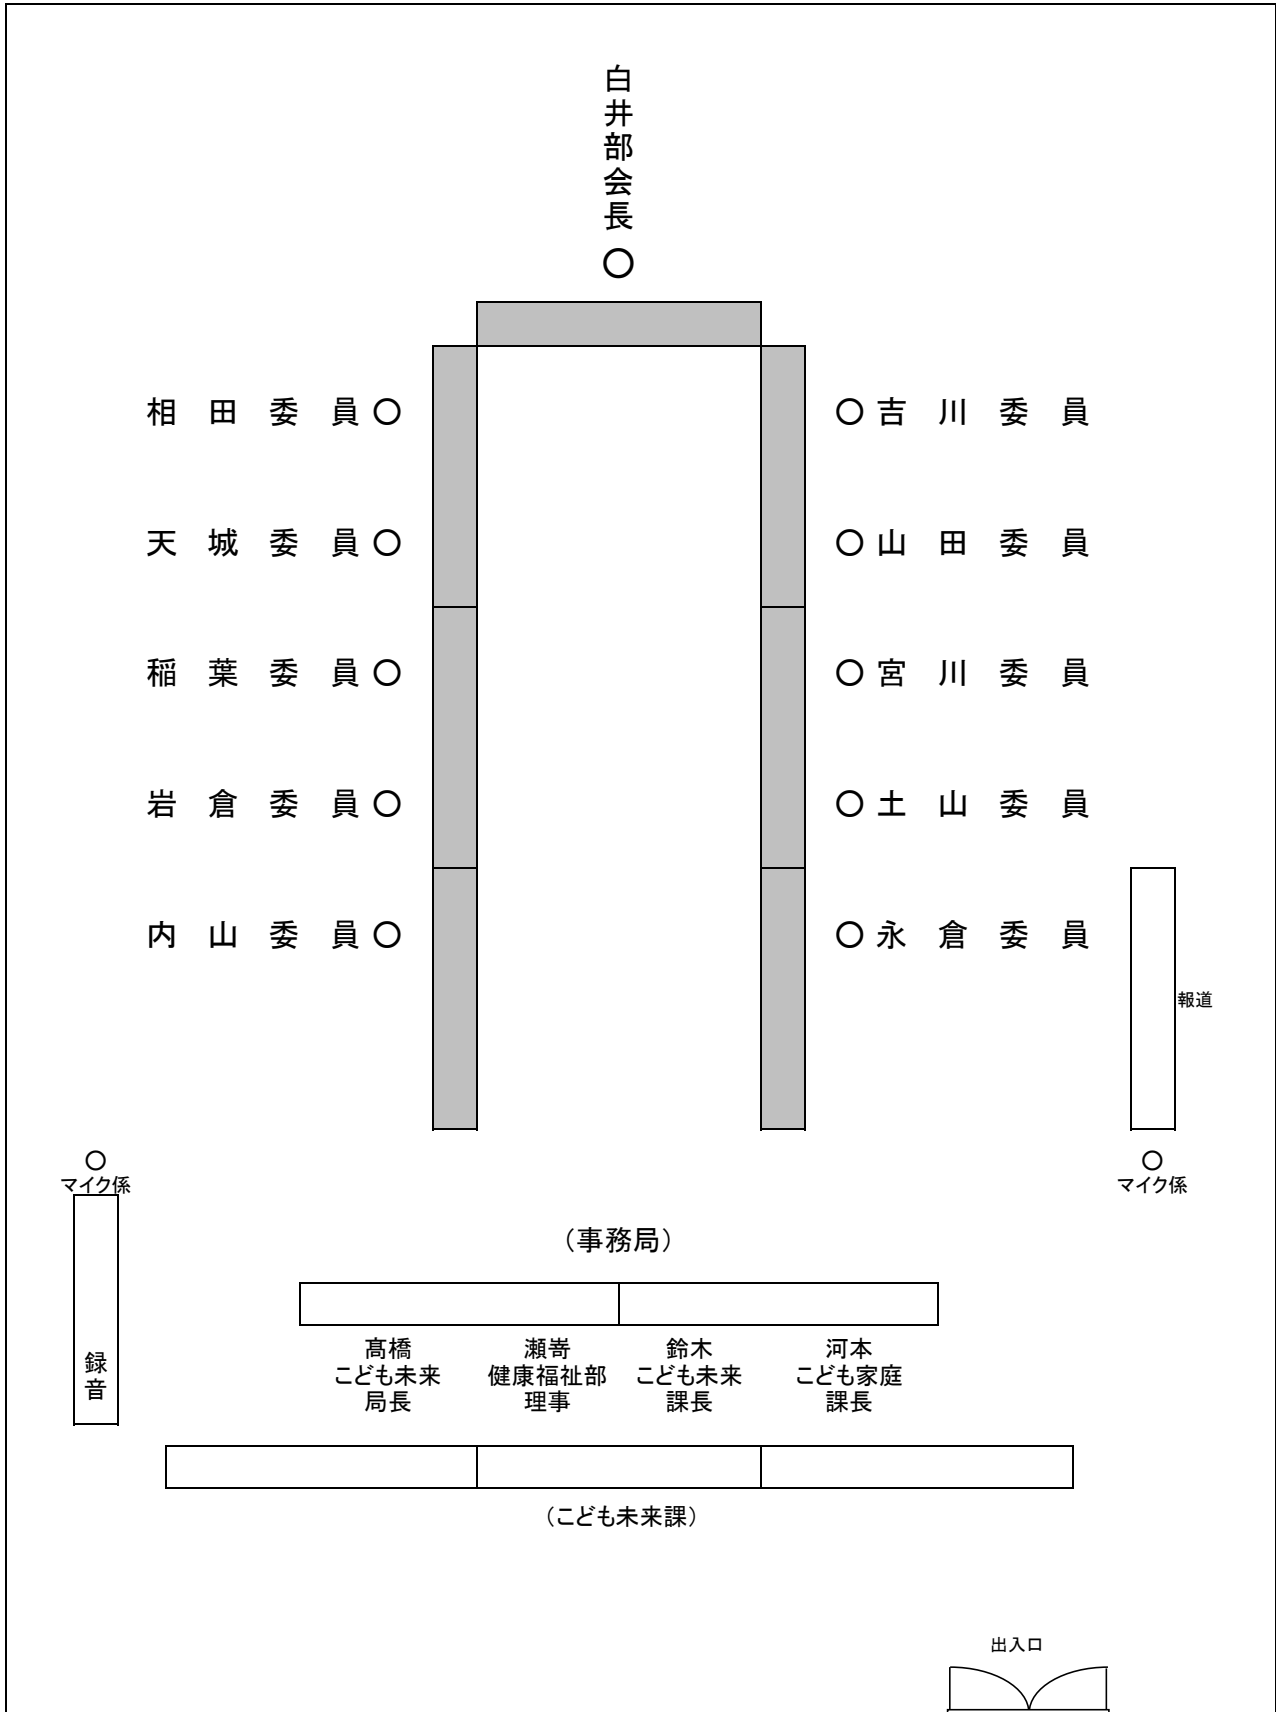 白井部会長
○
相　田　委　員○　○吉　川　委　員
天　城　委　員○　○山　田　委　員
稲　葉　委　員○　○宮　川　委　員
岩　倉　委　員○　○土　山　委　員
内　山　委　員○　○永　倉　委　員
報道
○　○
マイク係　マイク係
（事務局）
録音
髙橋　瀬嵜　鈴木　河本
こども未来　健康福祉部　こども未来　こども家庭
局長　理事　課長　課長
（こども未来課）
出入口